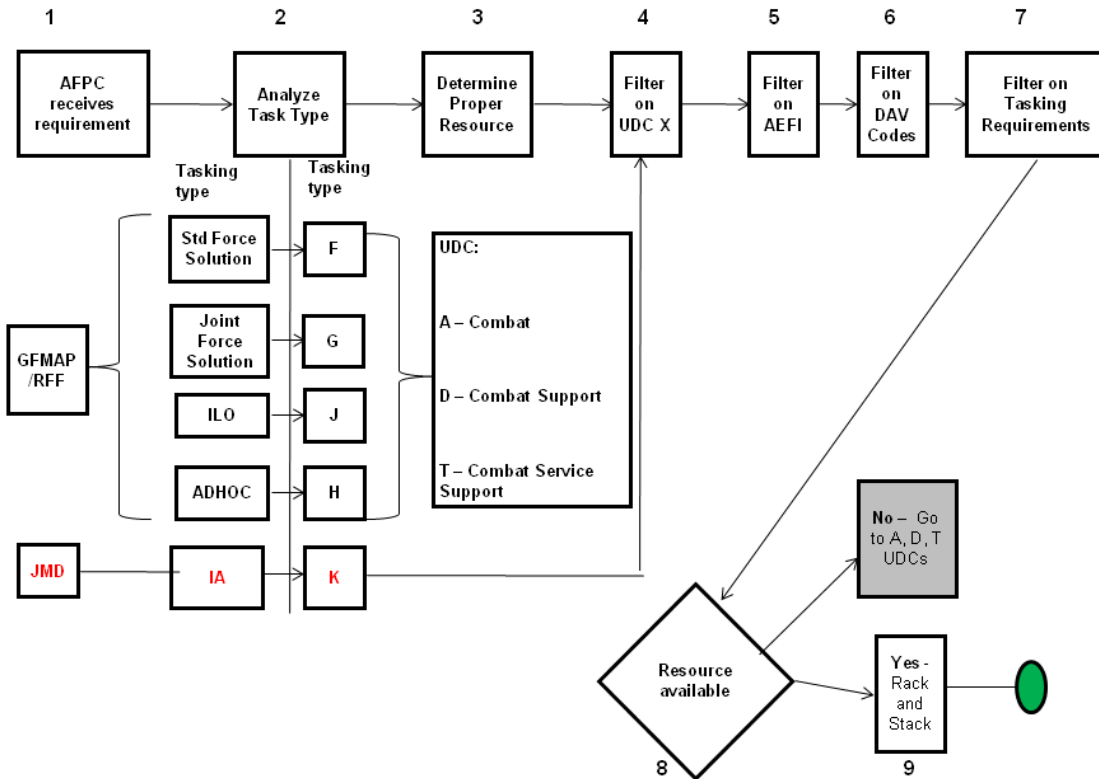 1
2
3
4
5
6
7
AFPC
receives
requirement
Analyze
Task Type
Determine
Proper
Resource
Filter
on
UDC X
Filter
on
AEFI
Filter
on
DAV
Codes
Filter on
Tasking
Requirements
Tasking
type
Tasking
type
GFMAP
/RFF
Std Force
Solution
F
Joint
Force
Solution
G
ILO
J
ADHOC
H
UDC:
A – Combat
D – Combat Support
T – Combat Service
Support
JMD
IA
K
No – Go
to A, D, T
UDCs
Resource
available
8
Yes -
Rack
and
Stack
9